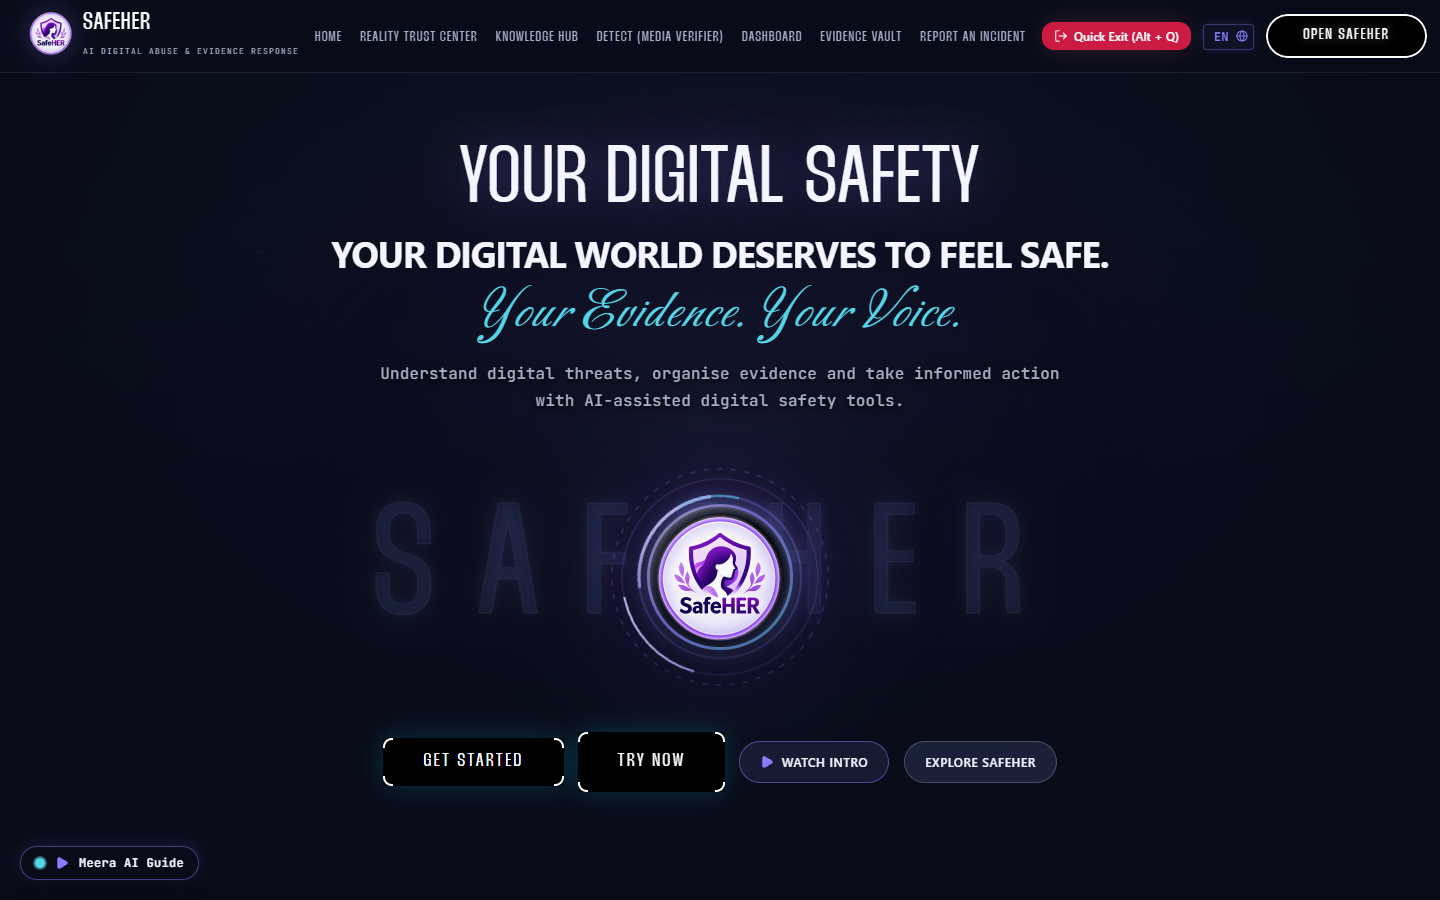 SAFEHER
AI DIGITAL ABUSE & EVIDENCE RESPONSE
HOME
REALITY TRUST CENTER
KNOWLEDGE HUB
DETECT (MEDIA VERIFIER)
DASHBOARD
EVIDENCE VAULT
REPORT AN INCIDENT
Quick Exit (Alt + Q)
EN
OPEN SAFEHER
YOUR DIGITAL SAFETY
YOUR DIGITAL WORLD DESERVES TO FEEL SAFE.
Your Evidence. Your Voice.
Understand digital threats, organise evidence and take informed action
with AI-assisted digital safety tools.
SAFEHER
SafeHER
GET STARTED
TRY NOW
WATCH INTRO
EXPLORE SAFEHER
Meera AI Guide